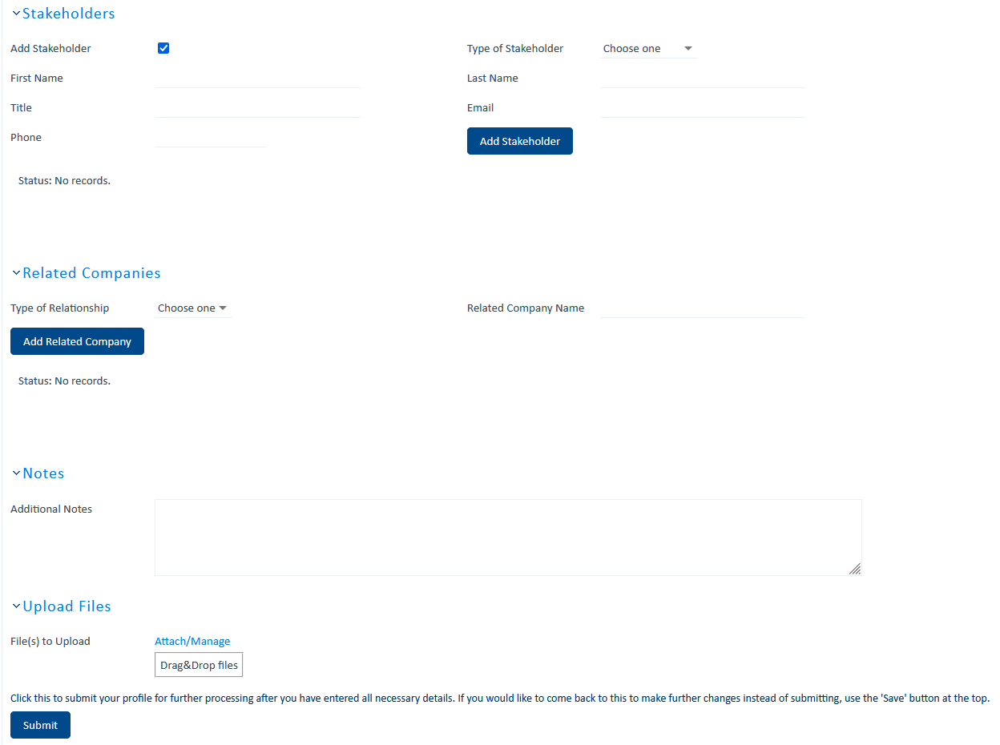 Stakeholders
Add Stakeholder Type of Stakeholder Choose one
First Name Last Name
Title Email
Phone Add Stakeholder
Status: No records.
Related Companies
Type of Relationship Choose one Related Company Name
Add Related Company
Status: No records.
Notes
Additional Notes
Upload Files
File(s) to Upload Attach/Manage
Drag&Drop files
Click this to submit your profile for further processing after you have entered all necessary details. If you would like to come back to this to make further changes instead of submitting, use the 'Save' button at the top.
Submit